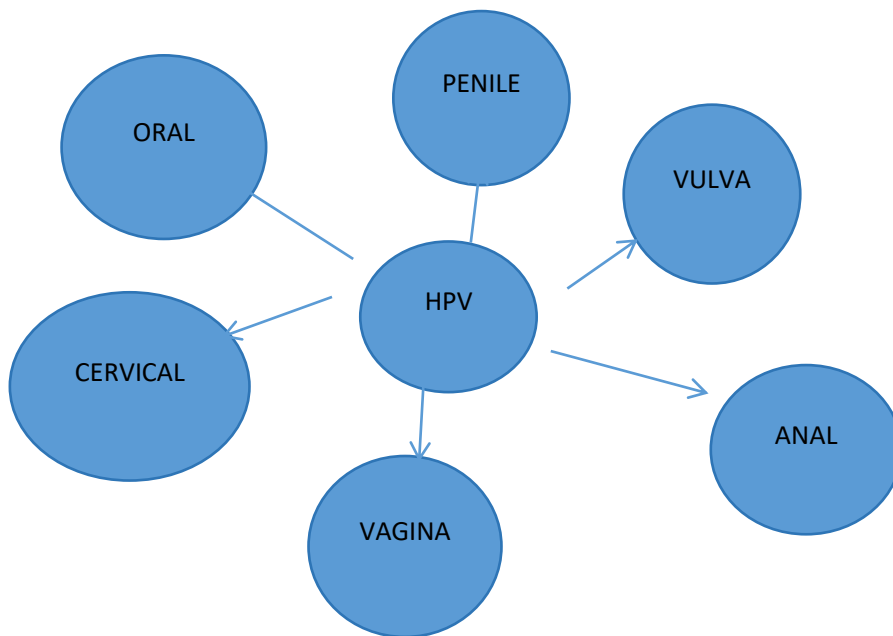 PENILE
ORAL
VULVA
HPV
CERVICAL
ANAL
VAGINA